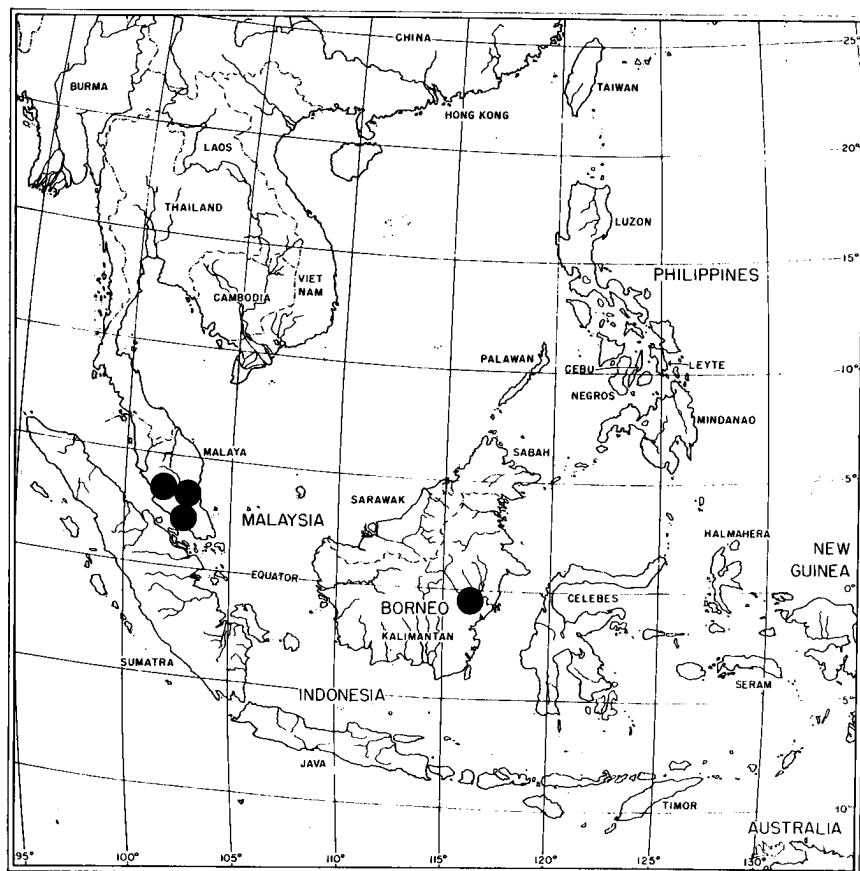 CHINA
25°
BURMA
TAIWAN
HONG KONG
LAOS
20°
THAILAND
LUZON
VIET
NAM
15°
PHILIPPINES
CAMBODIA
PALAWAN
CEBU
LEYTE
10°
NEGROS
MINDANAO
MALAYA
SABAH
5°
SARAWAK
MALAYSIA
HALMAHERA
NEW
GUINEA
EQUATOR
0°
BORNEO
CELEBES
KALIMANTAN
SUMATRA
SERAM
INDONESIA
5°
JAVA
TIMOR
10°
AUSTRALIA
95° 100° 105° 110° 115° 120° 125° 130°